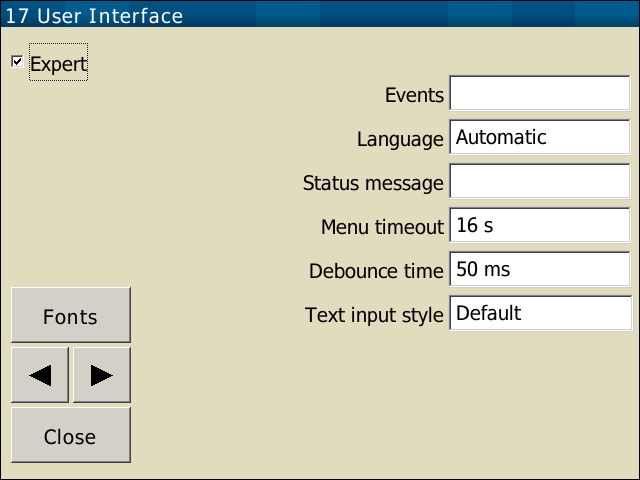 17 User Interface
Expert
Events
Language Automatic
Status message
Menu timeout 16 s
Debounce time 50 ms
Text input style Default
Fonts
Close